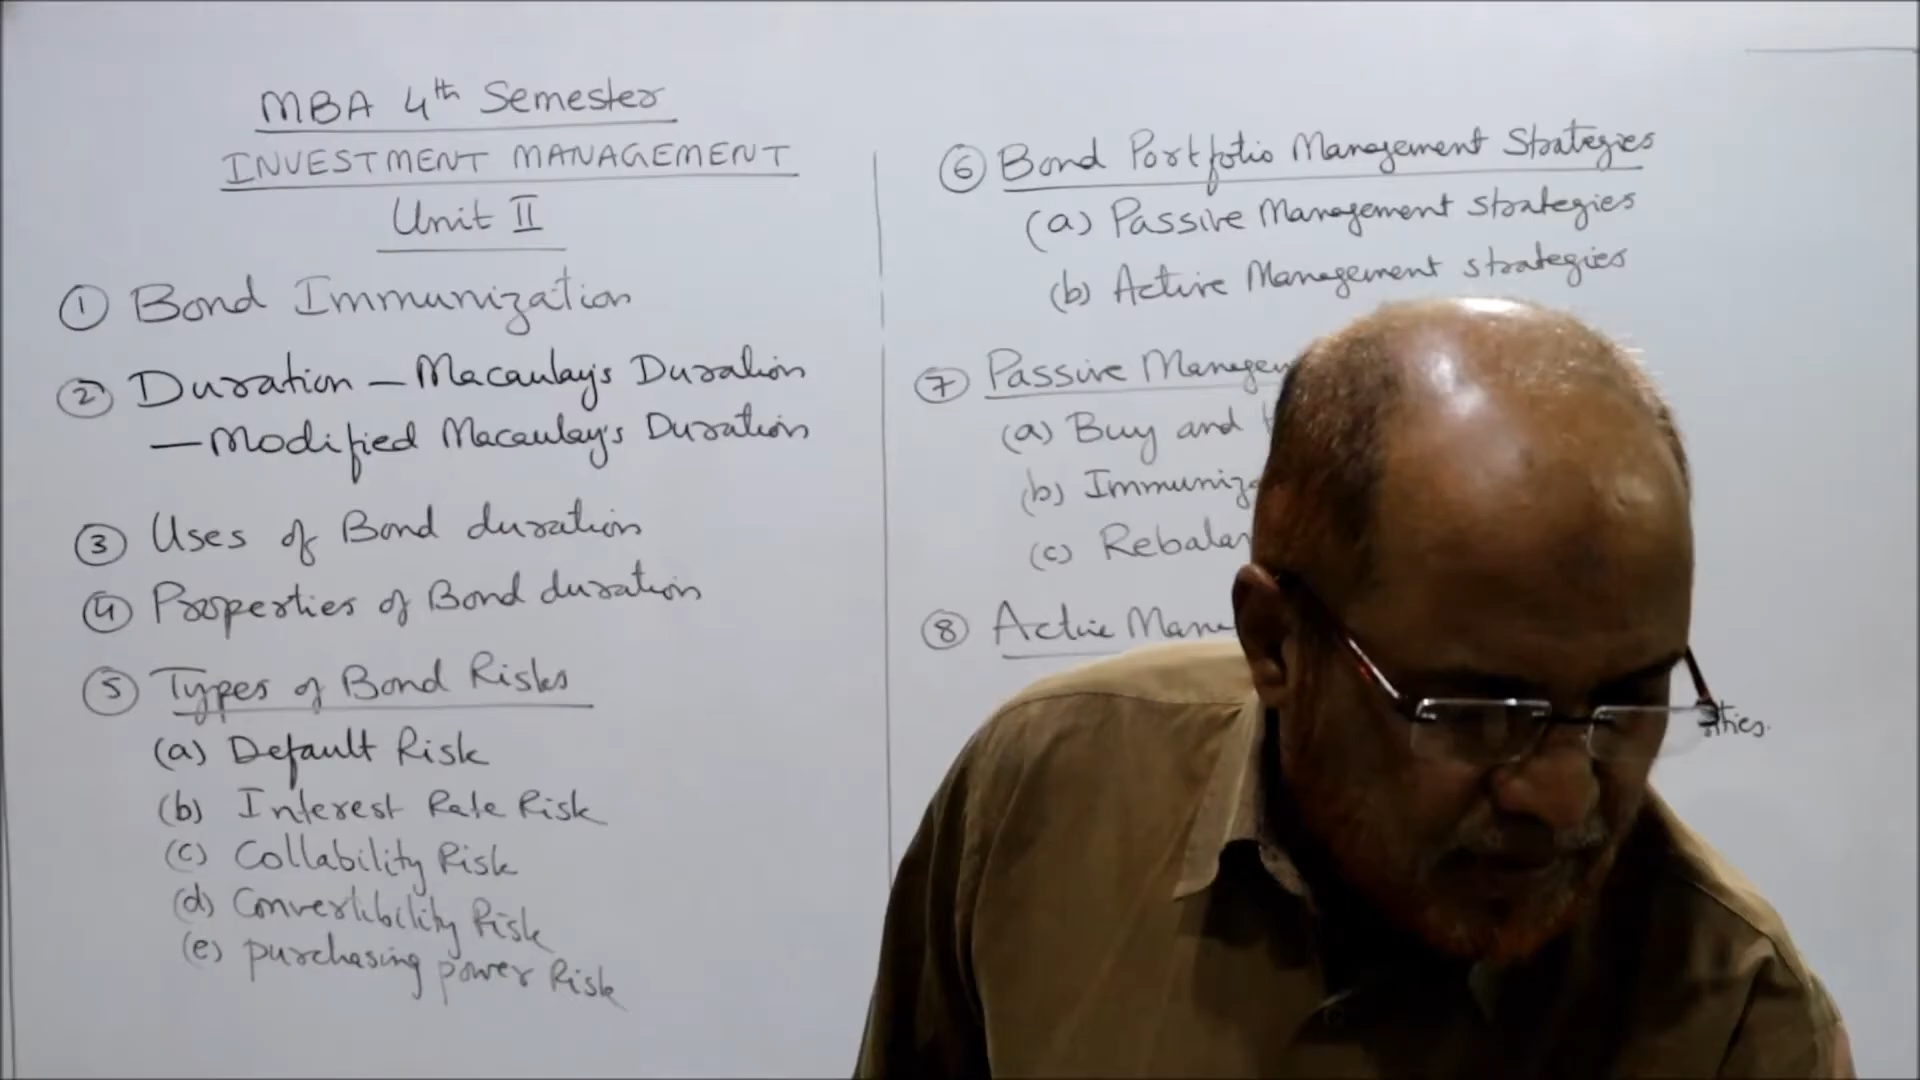 MBA 4th Semester
INVESTMENT MANAGEMENT
Unit II
① Bond Immunization
② Duration – Macaulay's Duration
– Modified Macaulay's Duration
③ Uses of Bond duration
④ Properties of Bond duration
⑤ Types of Bond Risks
(a) Default Risk
(b) Interest Rate Risk
(c) Collability Risk
(d) Convertibility Risk
(e) purchasing power Risk
⑥ Bond Portfolio Management Strategies
(a) Passive Management strategies
(b) Active Management strategies
⑦ Passive
(a) Buy and
(b)
(c)
⑧ Active